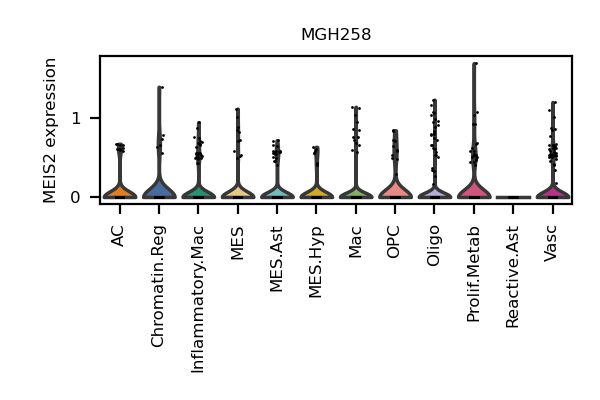 MGH258
MEIS2 expression
1
0
AC
Chromatin.Reg
Inflammatory.Mac
MES
MES.Ast
MES.Hyp
Mac
OPC
Oligo
Prolif.Metab
Reactive.Ast
Vasc